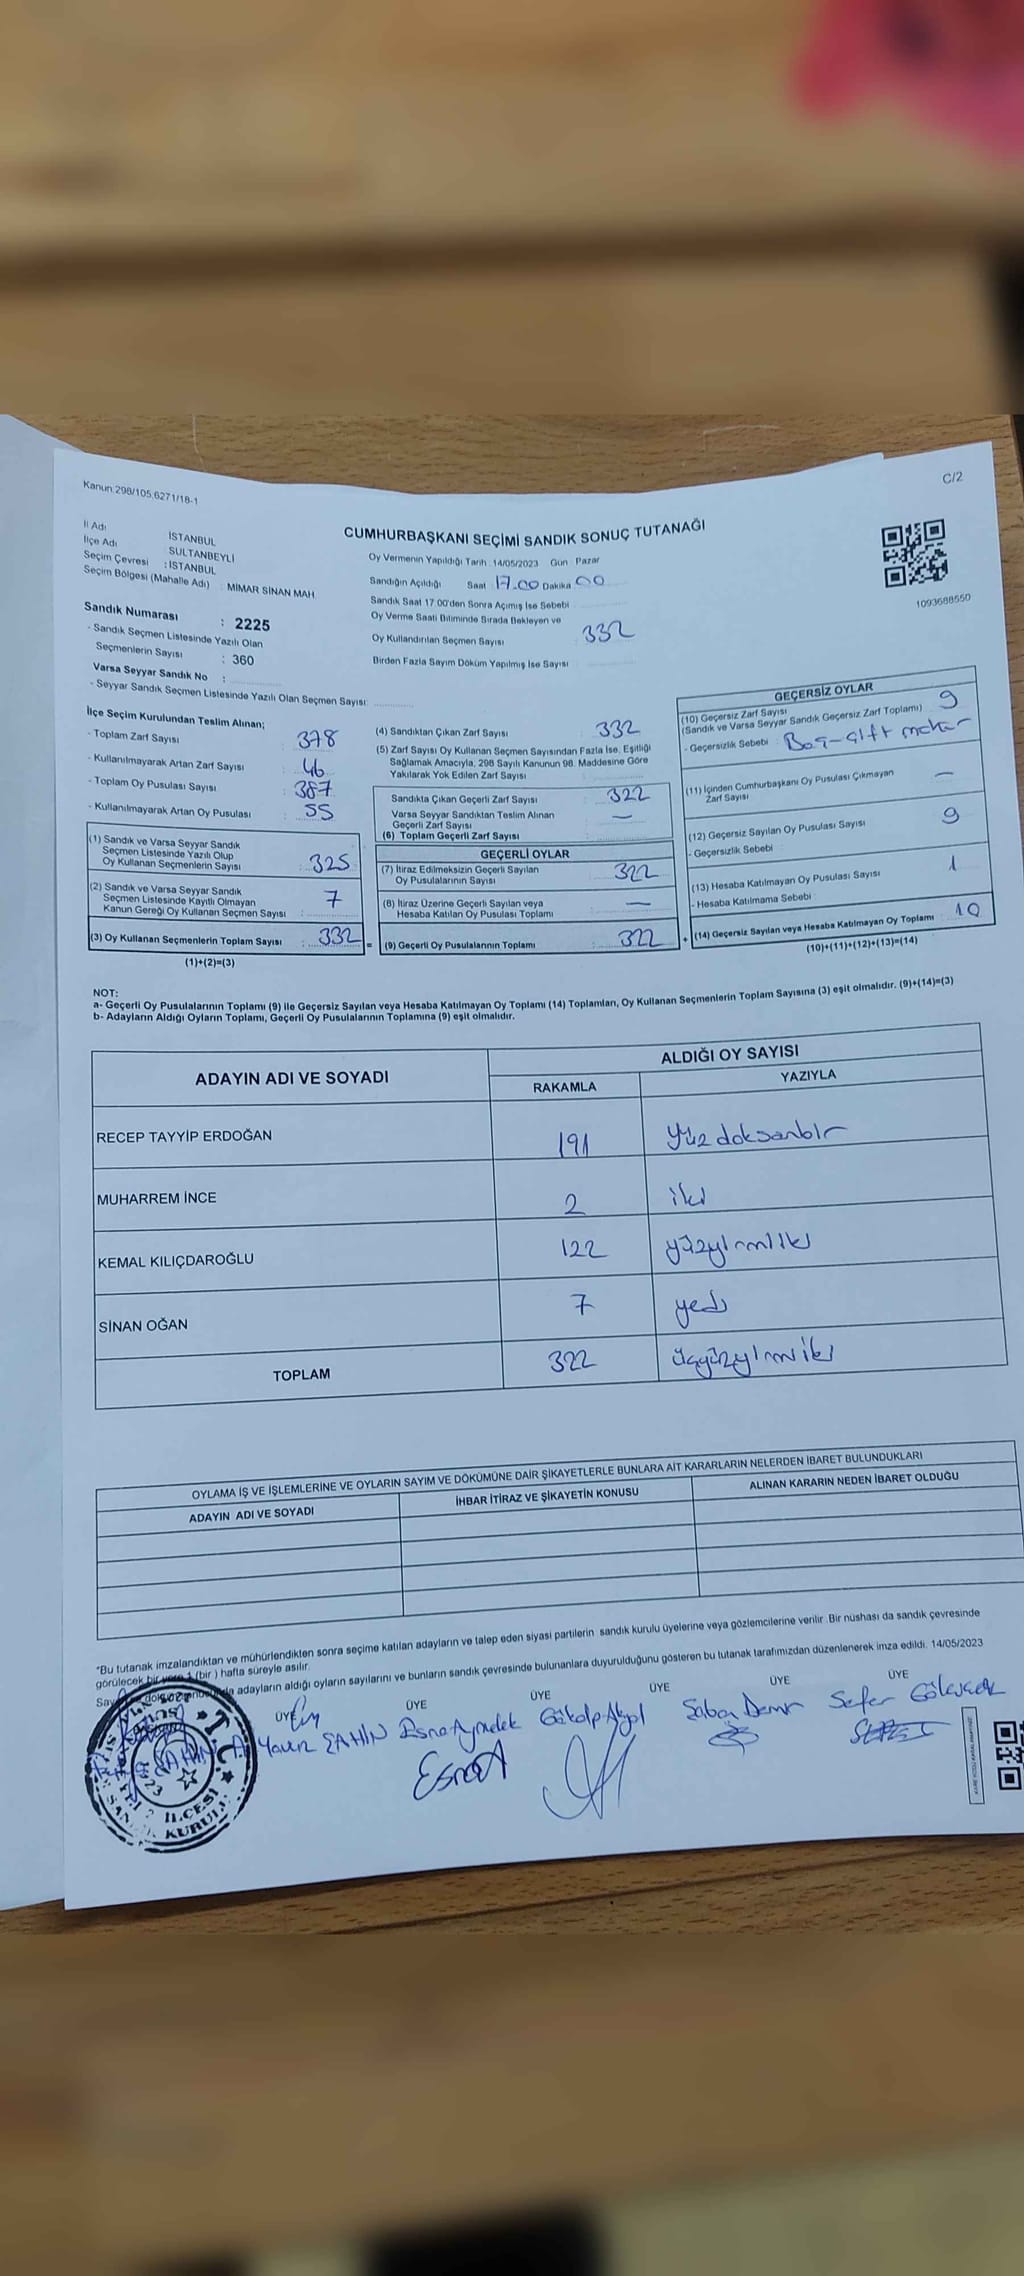 Kanun:298/105,6271/18-1
C/2
CUMHURBAŞKANI SEÇİMİ SANDIK SONUÇ TUTANAĞI
İl Adı İSTANBUL
İlçe Adı SULTANBEYLİ
Seçim Çevresi : İSTANBUL
Seçim Bölgesi (Mahalle Adı) : MİMAR SİNAN MAH
Sandık Numarası : 2225
- Sandık Seçmen Listesinde Yazılı Olan
Seçmenlerin Sayısı : 360
Varsa Seyyar Sandık No :
- Seyyar Sandık Seçmen Listesinde Yazılı Olan Seçmen Sayısı:
Oy Vermenin Yapıldığı Tarih :14/05/2023 Gün Pazar
Sandığın Açıldığı Saat 17.00 Dakika 00
Sandık Saat 17.00'den Sonra Açımış İse Sebebi
Oy Verme Saati Bitiminde Sırada Bekleyen ve
Oy Kullandırılan Seçmen Sayısı 332
Birden Fazla Sayım Döküm Yapılmış İse Sayısı
1093688550
İlçe Seçim Kurulundan Teslim Alınan;
- Toplam Zarf Sayısı : 378
- Kullanılmayarak Artan Zarf Sayısı : 46
- Toplam Oy Pusulası Sayısı : 387
- Kullanılmayarak Artan Oy Pusulası : 55
(1) Sandık ve Varsa Seyyar Sandık
Seçmen Listesinde Yazılı Olup
Oy Kullanan Seçmenlerin Sayısı : 325
(2) Sandık ve Varsa Seyyar Sandık
Seçmen Listesinde Kayıtlı Olmayan
Kanun Gereği Oy Kullanan Seçmen Sayısı : 7
(3) Oy Kullanan Seçmenlerin Toplam Sayısı : 332 =
(1)+(2)=(3)
(4) Sandıktan Çıkan Zarf Sayısı : 332
(5) Zarf Sayısı Oy Kullanan Seçmen Sayısından Fazla İse, Eşitliği
Sağlamak Amacıyla, 298 Sayılı Kanunun 98. Maddesine Göre
Yakılarak Yok Edilen Zarf Sayısı
Sandıkta Çıkan Geçerli Zarf Sayısı : 322
Varsa Seyyar Sandıktan Teslim Alınan
Geçerli Zarf Sayısı : —
(6) Toplam Geçerli Zarf Sayısı
GEÇERLİ OYLAR
(7) İtiraz Edilmeksizin Geçerli Sayılan
Oy Pusulalarının Sayısı : 322
(8) İtiraz Üzerine Geçerli Sayılan veya
Hesaba Katılan Oy Pusulası Toplamı : —
(9) Geçerli Oy Pusulalarının Toplamı : 322 +
GEÇERSİZ OYLAR
(10) Geçersiz Zarf Sayısı
(Sandık ve Varsa Seyyar Sandık Geçersiz Zarf Toplamı) 9
- Geçersizlik Sebebi : Boş-çift mühür
(11) İçinden Cumhurbaşkanı Oy Pusulası Çıkmayan
Zarf Sayısı —
(12) Geçersiz Sayılan Oy Pusulası Sayısı 9
- Geçersizlik Sebebi
(13) Hesaba Katılmayan Oy Pusulası Sayısı 1
- Hesaba Katılmama Sebebi
(14) Geçersiz Sayılan veya Hesaba Katılmayan Oy Toplamı 10
(10)+(11)+(12)+(13)=(14)
NOT:
a- Geçerli Oy Pusulalarının Toplamı (9) ile Geçersiz Sayılan veya Hesaba Katılmayan Oy Toplamı (14) Toplamları, Oy Kullanan Seçmenlerin Toplam Sayısına (3) eşit olmalıdır. (9)+(14)=(3)
b- Adayların Aldığı Oyların Toplamı, Geçerli Oy Pusulalarının Toplamına (9) eşit olmalıdır.
ADAYIN ADI VE SOYADI
ALDIĞI OY SAYISI
RAKAMLA YAZIYLA
RECEP TAYYİP ERDOĞAN 191 yüz doksanbir
MUHARREM İNCE 2 iki
KEMAL KILIÇDAROĞLU 122 yüzyirmiiki
SİNAN OĞAN 7 yedi
TOPLAM 322 üçyüzyirmiiki
OYLAMA İŞ VE İŞLEMLERİNE VE OYLARIN SAYIM VE DÖKÜMÜNE DAİR ŞİKAYETLERLE BUNLARA AİT KARARLARIN NELERDEN İBARET BULUNDUKLARI
ADAYIN ADI VE SOYADI İHBAR İTİRAZ VE ŞİKAYETİN KONUSU ALINAN KARARIN NEDEN İBARET OLDUĞU
*Bu tutanak imzalandıktan ve mühürlendikten sonra seçime katılan adayların ve talep eden siyasi partilerin sandık kurulu üyelerine veya gözlemcilerine verilir. Bir nüshası da sandık çevresinde
görülecek bir yere 1 (bir ) hafta süreyle asılır.
adayların aldığı oyların sayılarını ve bunların sandık çevresinde bulunanlara duyurulduğunu gösteren bu tutanak tarafımızdan düzenlenerek imza edildi. 14/05/2023
ÜYE ÜYE ÜYE ÜYE ÜYE ÜYE
ŞAHİN Yavuz ŞAHİN Esra Gökalp Akgöl Şaban Demir Sefer
Esra
T.C.
İLÇESİ
SANDIK KURULU